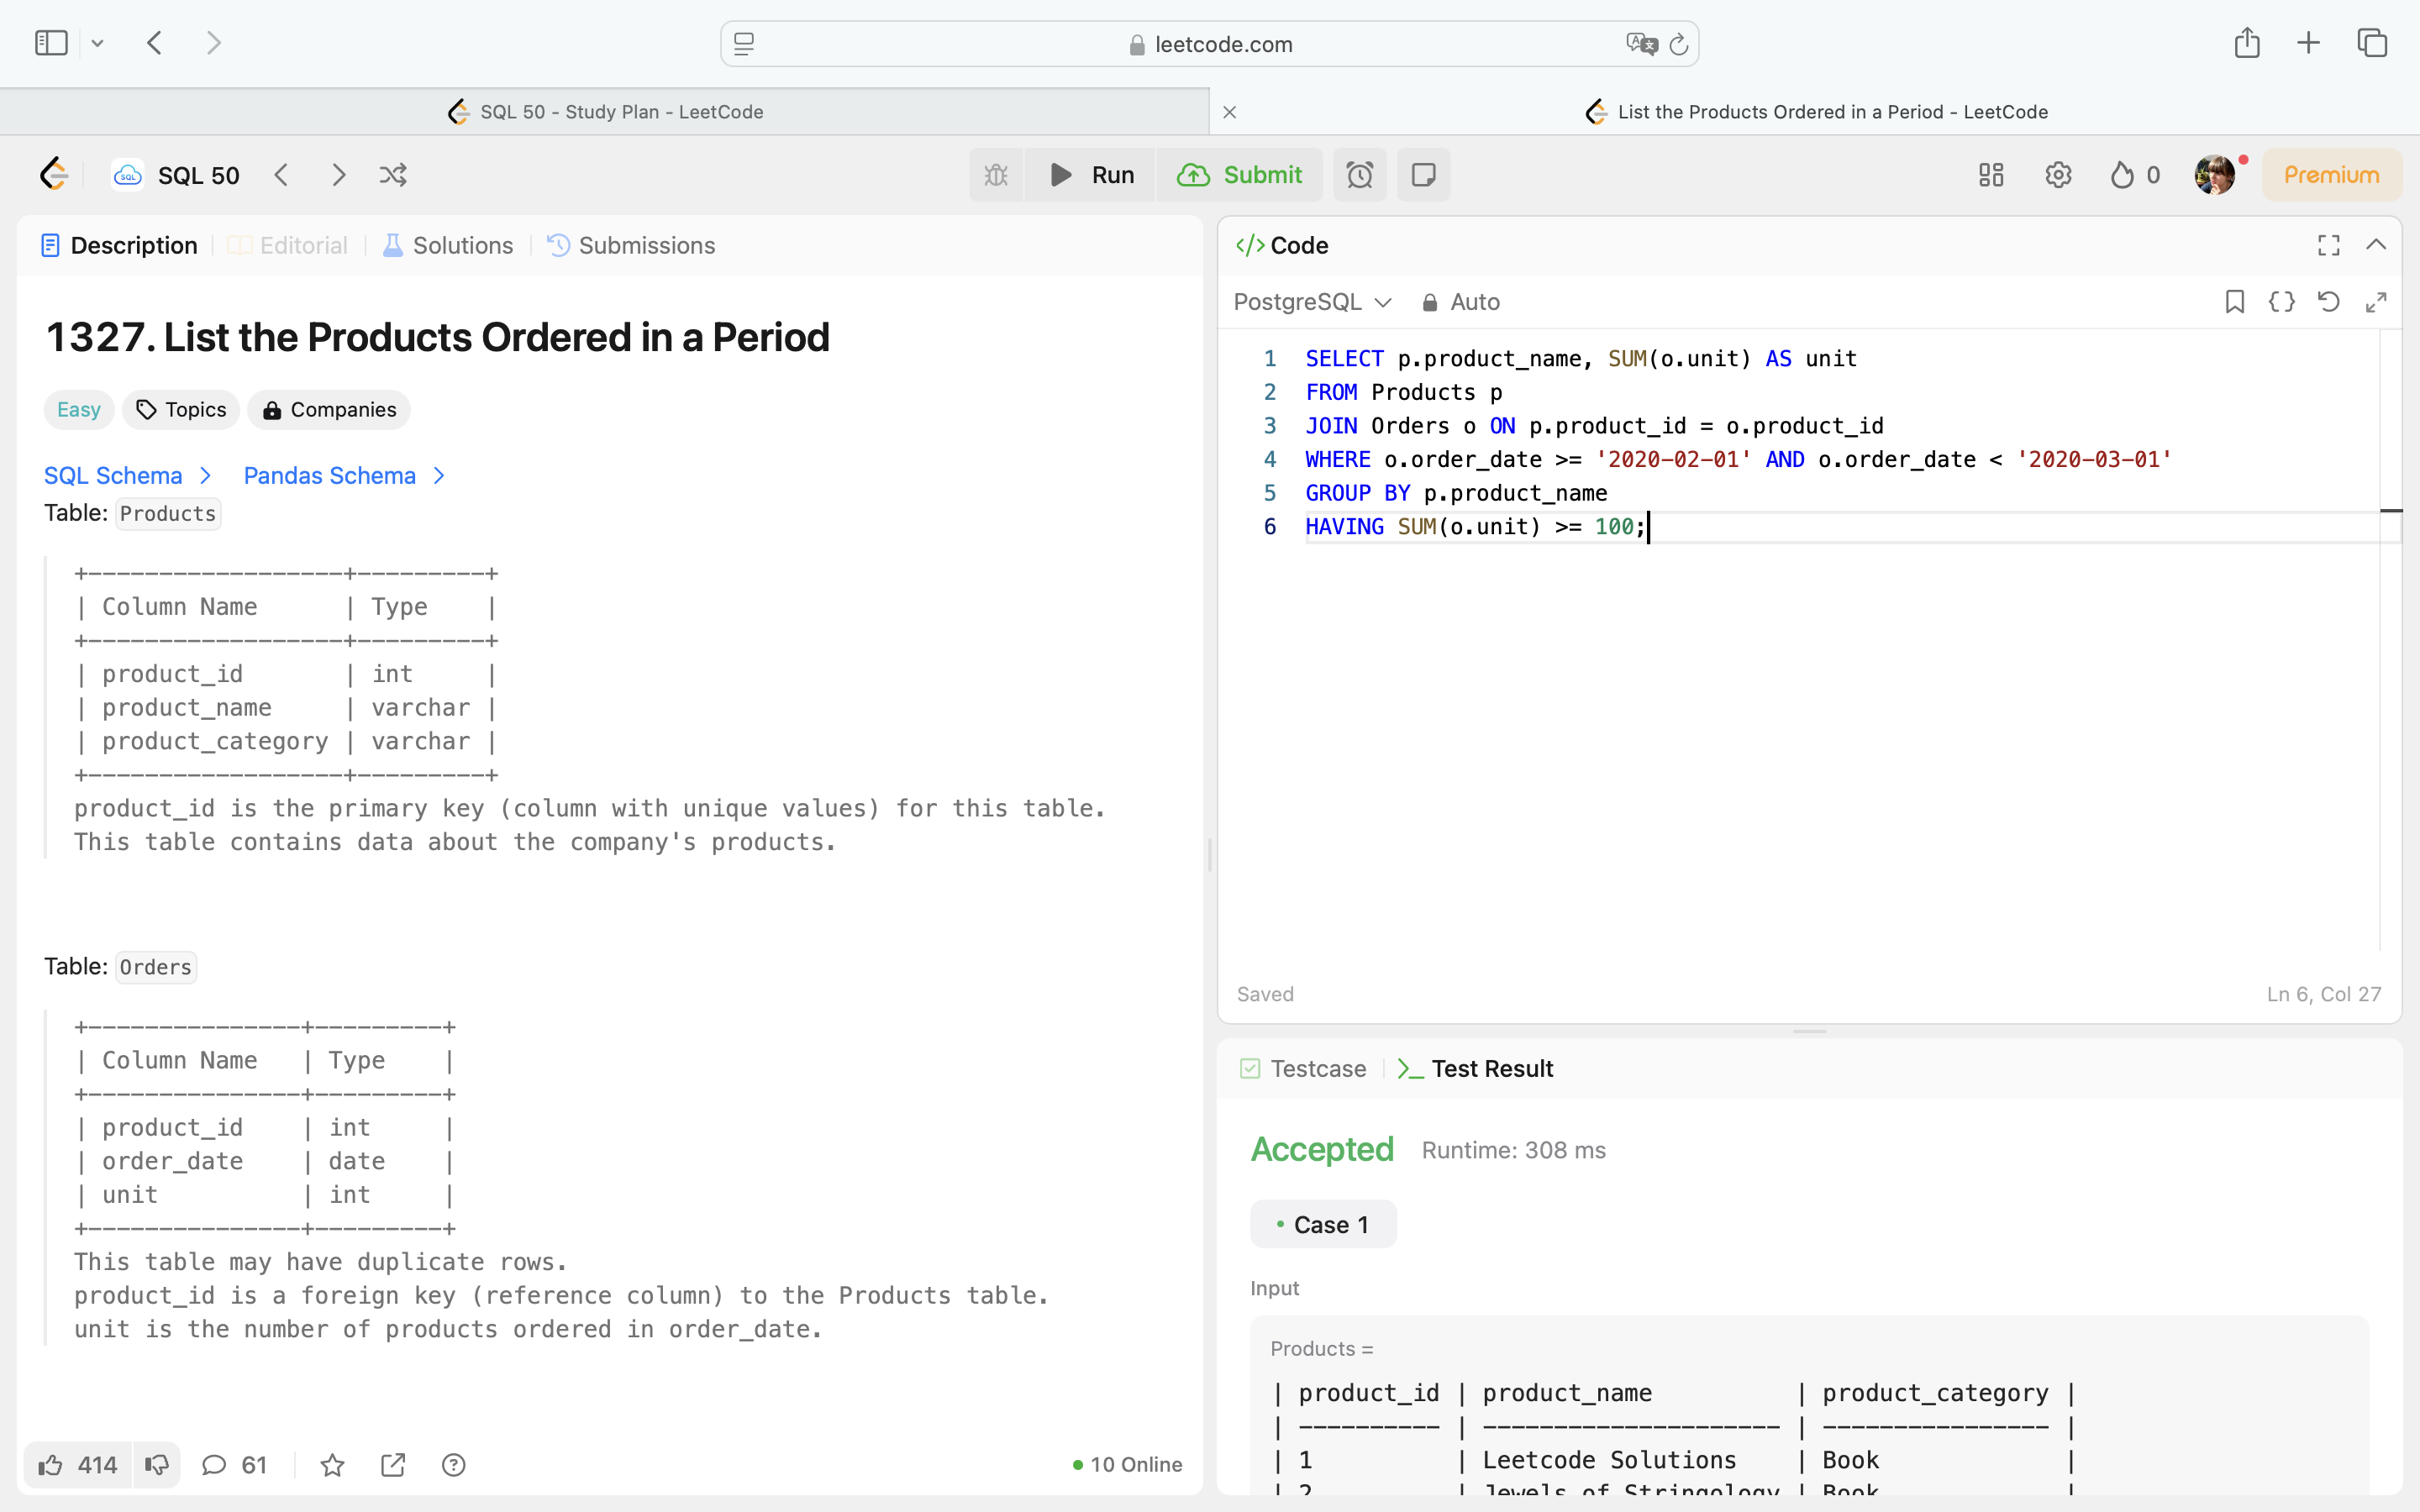 leetcode.com
SQL 50 - Study Plan - LeetCode
List the Products Ordered in a Period - LeetCode
SQL 50
Run
Submit
0
Premium
Description
Editorial
Solutions
Submissions
1327. List the Products Ordered in a Period
Easy
Topics
Companies
SQL Schema
Pandas Schema
Table: Products
+------------------+---------+
| Column Name      | Type    |
+------------------+---------+
| product_id       | int     |
| product_name     | varchar |
| product_category | varchar |
+------------------+---------+
product_id is the primary key (column with unique values) for this table.
This table contains data about the company's products.
Table: Orders
+---------------+---------+
| Column Name   | Type    |
+---------------+---------+
| product_id    | int     |
| order_date    | date    |
| unit          | int     |
+---------------+---------+
This table may have duplicate rows.
product_id is a foreign key (reference column) to the Products table.
unit is the number of products ordered in order_date.
414
61
10 Online
Code
PostgreSQL
Auto
1 SELECT p.product_name, SUM(o.unit) AS unit
2 FROM Products p
3 JOIN Orders o ON p.product_id = o.product_id
4 WHERE o.order_date >= '2020-02-01' AND o.order_date < '2020-03-01'
5 GROUP BY p.product_name
6 HAVING SUM(o.unit) >= 100;
Saved
Ln 6, Col 27
Testcase
Test Result
Accepted
Runtime: 308 ms
Case 1
Input
Products =
| product_id | product_name          | product_category |
| ---------- | --------------------- | ---------------- |
| 1          | Leetcode Solutions    | Book             |
| 2          | Jewels of Stringology | Book             |